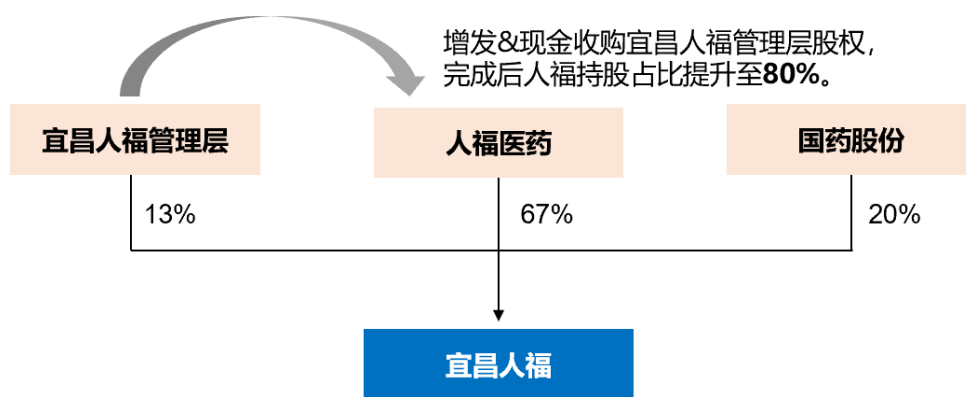 增发&现金收购宜昌人福管理层股权，
完成后人福持股占比提升至80%。
宜昌人福管理层
人福医药
国药股份
13%
67%
20%
宜昌人福